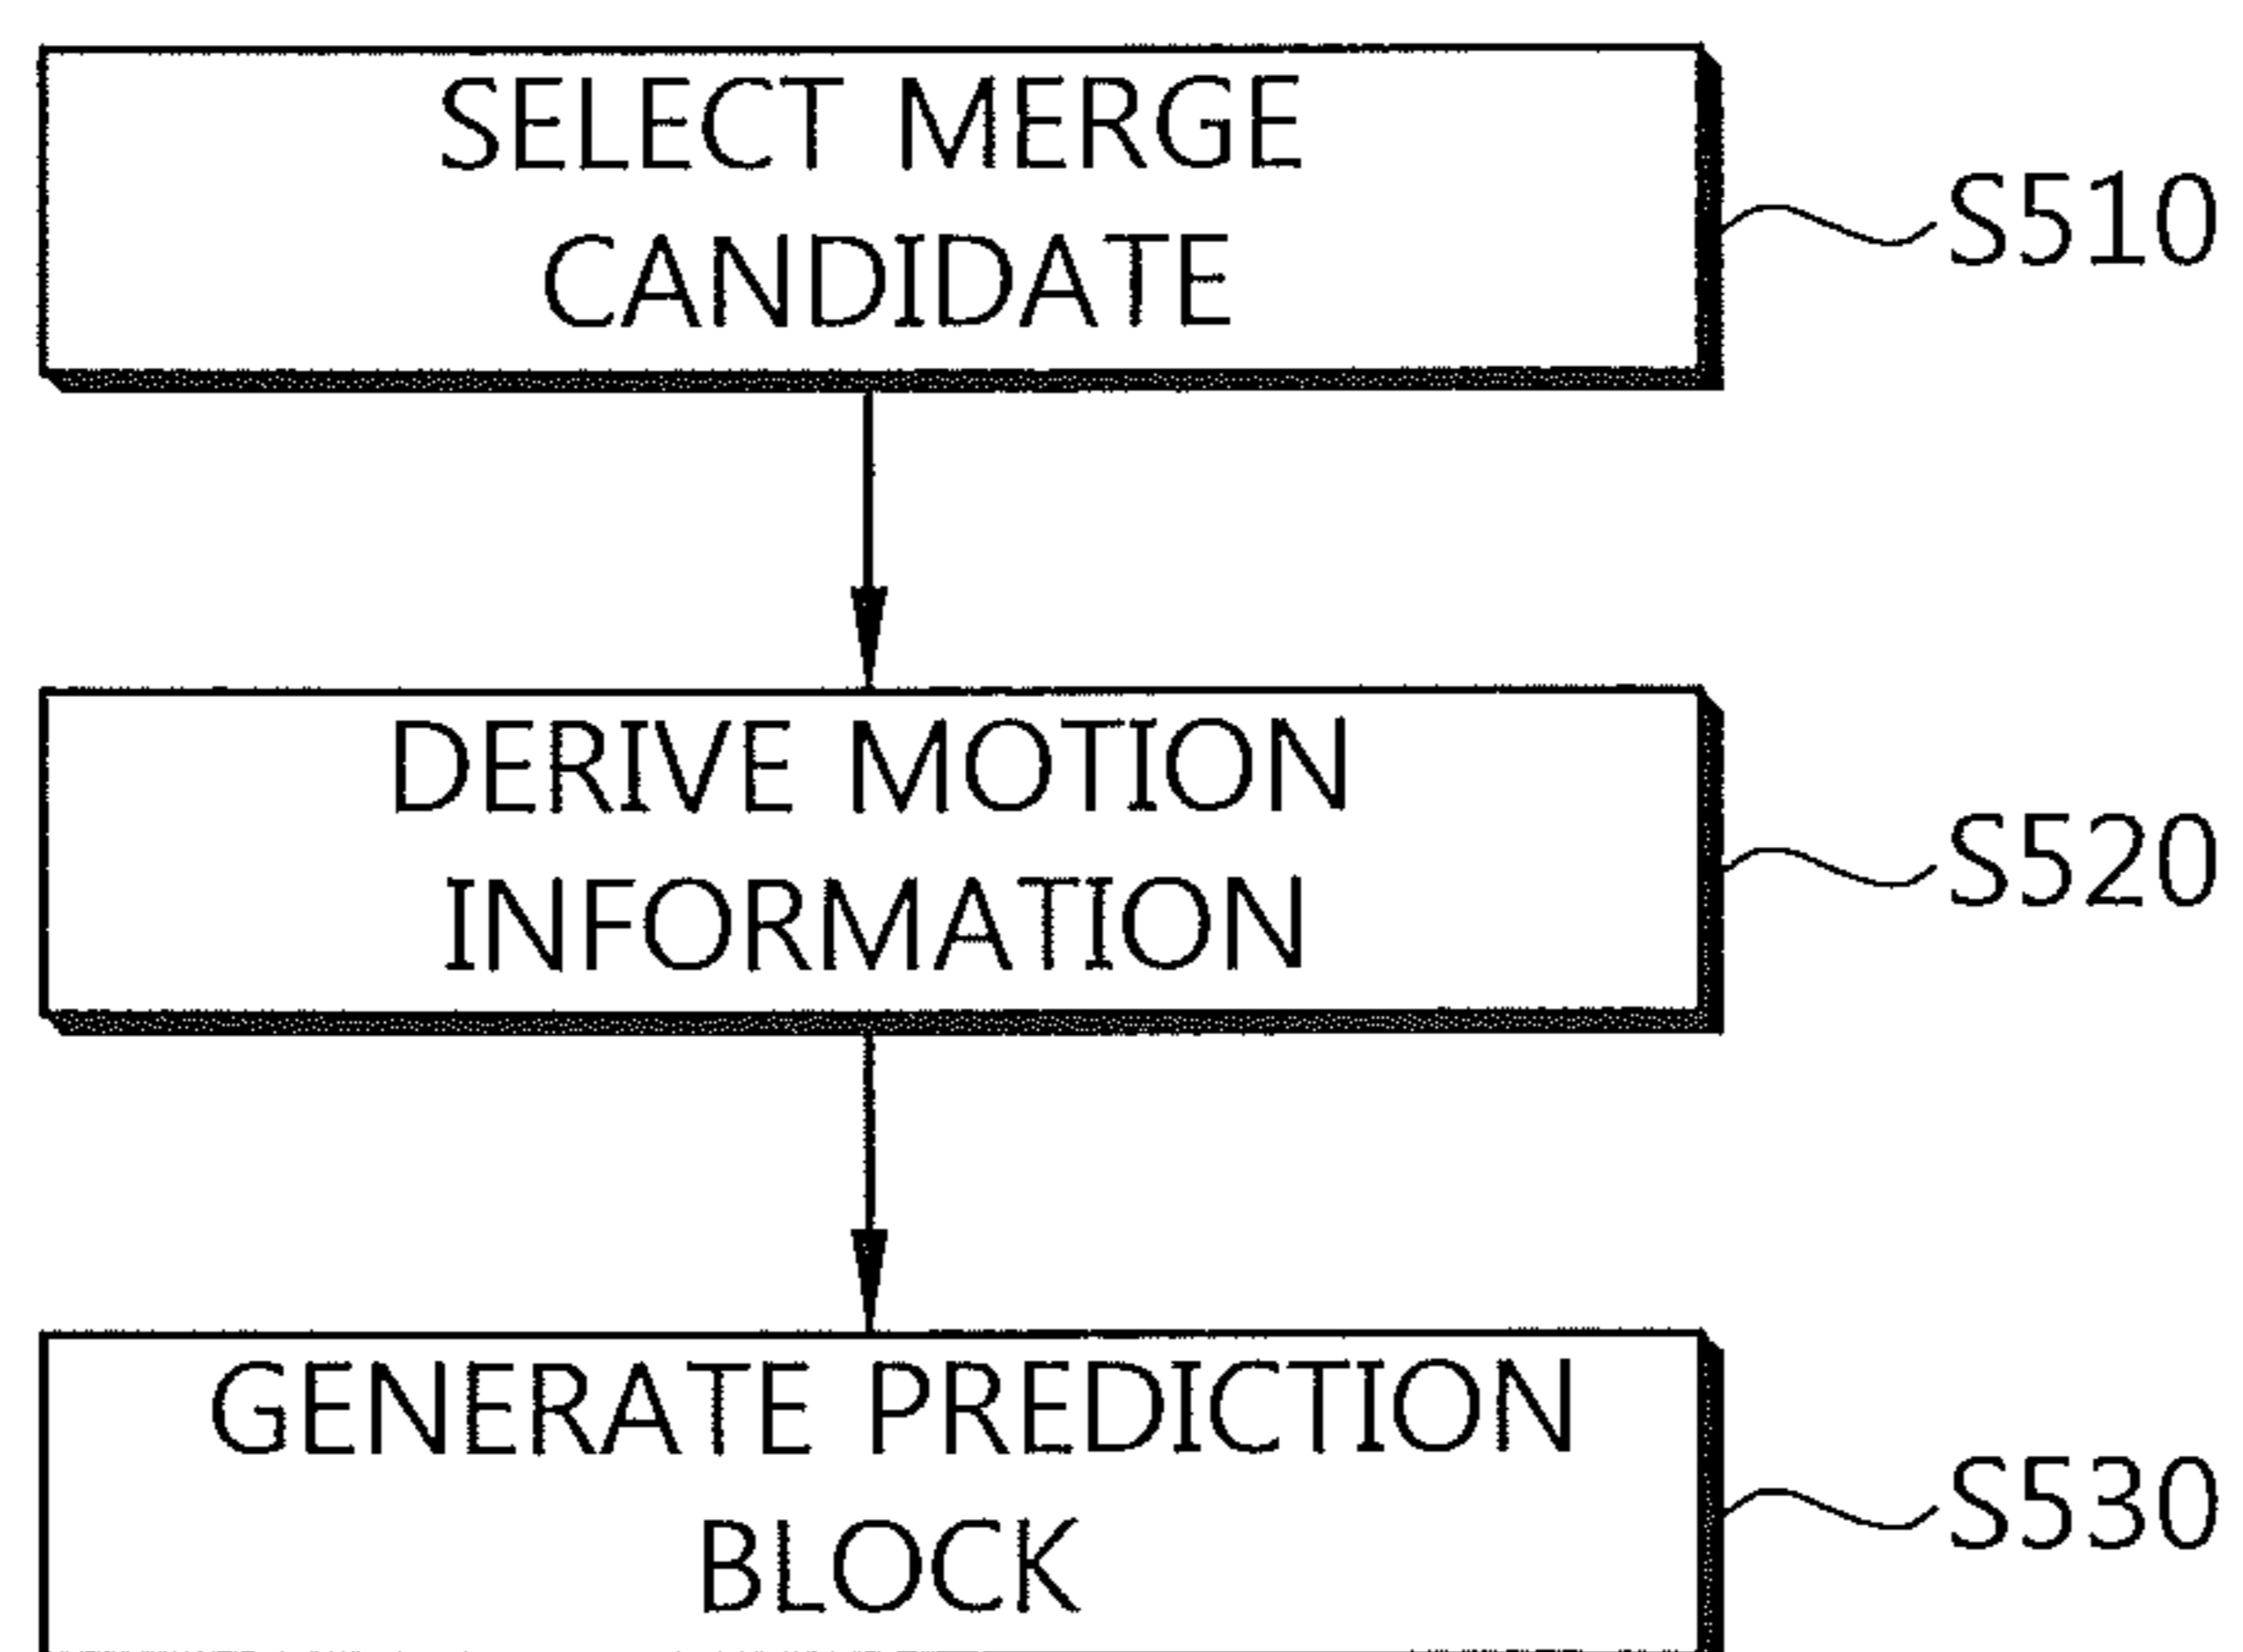 SELECT MERGE
CANDIDATE
S510
DERIVE MOTION
INFORMATION
S520
GENERATE PREDICTION
BLOCK
S530